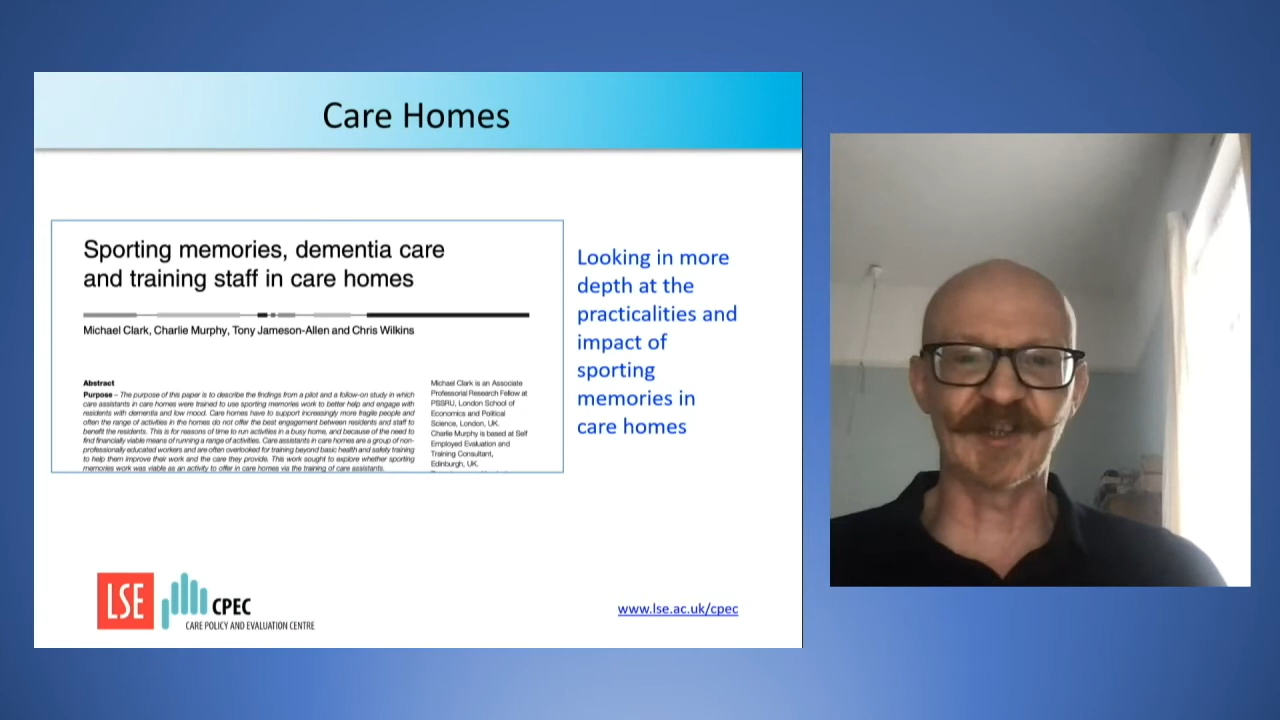 Care Homes
Sporting memories, dementia care
and training staff in care homes
Michael Clark, Charlie Murphy, Tony Jameson-Allen and Chris Wilkins
Abstract
Purpose – The purpose of this paper is to describe the findings from a pilot and a follow-on study in which
care assistants in care homes were trained to use sporting memories work to better help and engage with
residents with dementia and low mood. Care homes have to support increasingly more fragile people and
often the range of activities in the homes do not offer the best engagement between residents and staff to
benefit the residents. This is for reasons of time to run activities in a busy home, and because of the need to
find financially viable means of running a range of activities. Care assistants in care homes are a group of non-
professionally educated workers and are often overlooked for training beyond basic health and safety training
to help them improve their work and the care they provide. This work sought to explore whether sporting
memories work was viable as an activity to offer in care homes via the training of care assistants.
Michael Clark is an Associate
Professorial Research Fellow at
PSSRU, London School of
Economics and Political
Science, London, UK.
Charlie Murphy is based at Self
Employed Evaluation and
Training Consultant,
Edinburgh, UK.
Looking in more
depth at the
practicalities and
impact of
sporting
memories in
care homes
LSE
CPEC
CARE POLICY AND EVALUATION CENTRE
www.lse.ac.uk/cpec